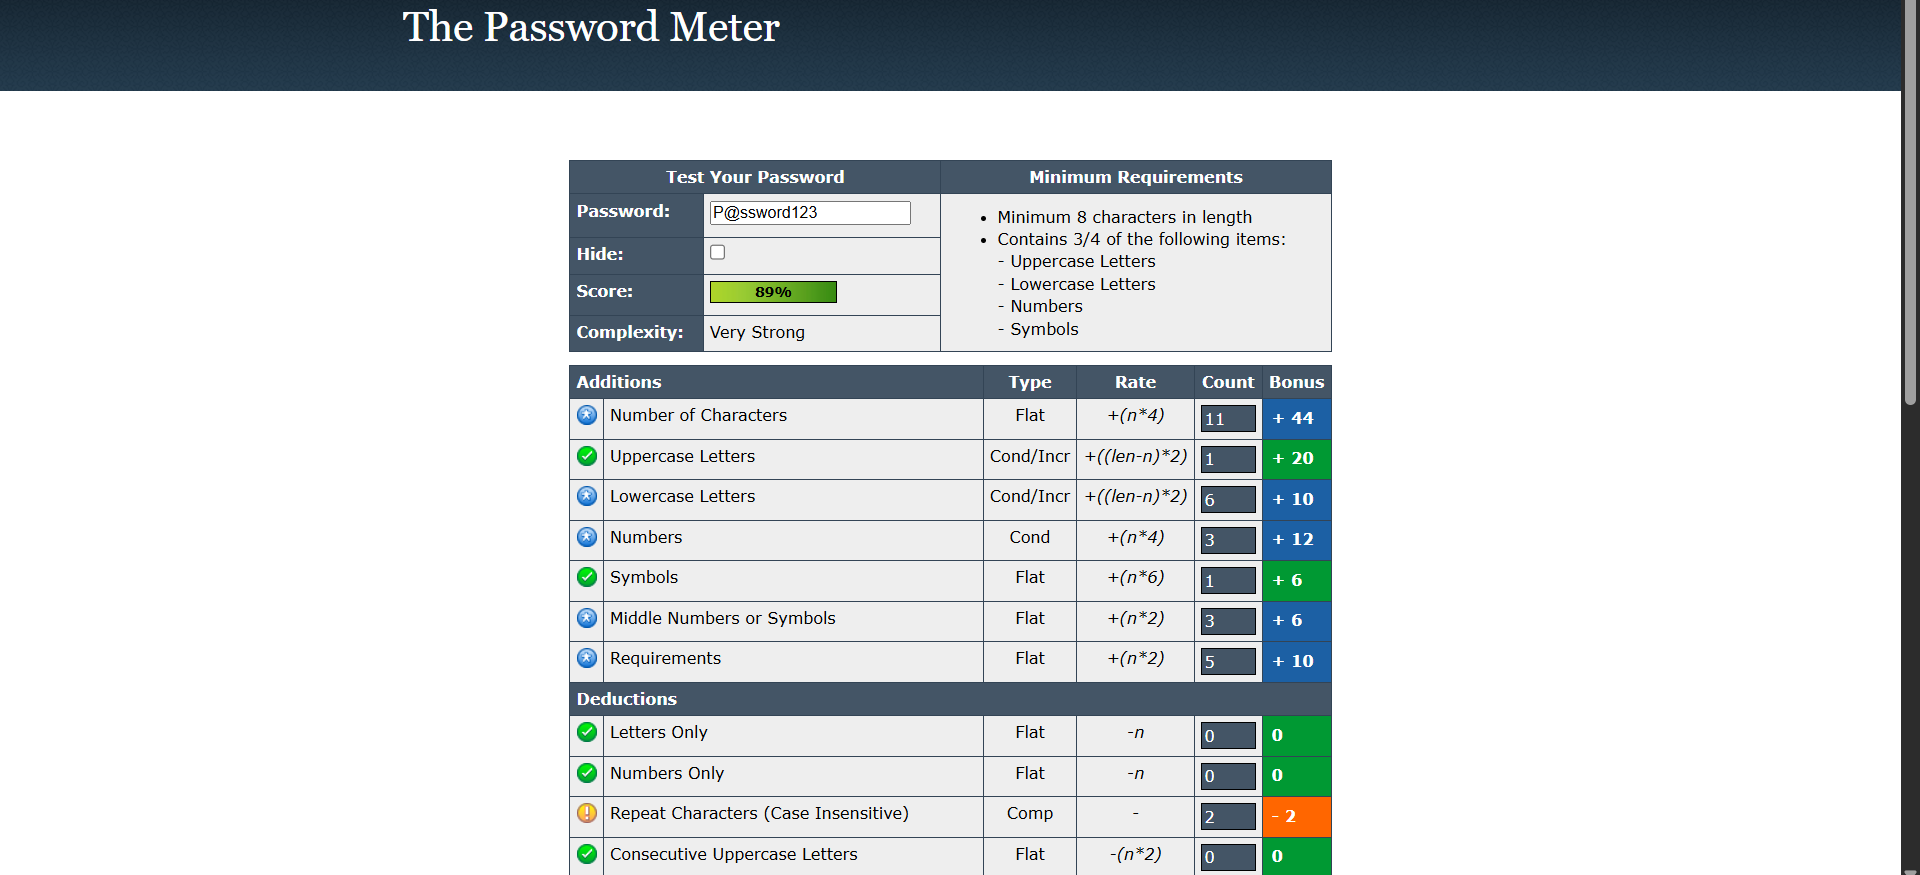 The Password Meter
Test Your Password Minimum Requirements
Password: P@ssword123
Hide:
Score: 89%
Complexity: Very Strong
• Minimum 8 characters in length
• Contains 3/4 of the following items:
- Uppercase Letters
- Lowercase Letters
- Numbers
- Symbols
Additions Type Rate Count Bonus
Number of Characters Flat +(n*4) 11 + 44
Uppercase Letters Cond/Incr +((len-n)*2) 1 + 20
Lowercase Letters Cond/Incr +((len-n)*2) 6 + 10
Numbers Cond +(n*4) 3 + 12
Symbols Flat +(n*6) 1 + 6
Middle Numbers or Symbols Flat +(n*2) 3 + 6
Requirements Flat +(n*2) 5 + 10
Deductions
Letters Only Flat -n 0 0
Numbers Only Flat -n 0 0
Repeat Characters (Case Insensitive) Comp - 2 - 2
Consecutive Uppercase Letters Flat -(n*2) 0 0